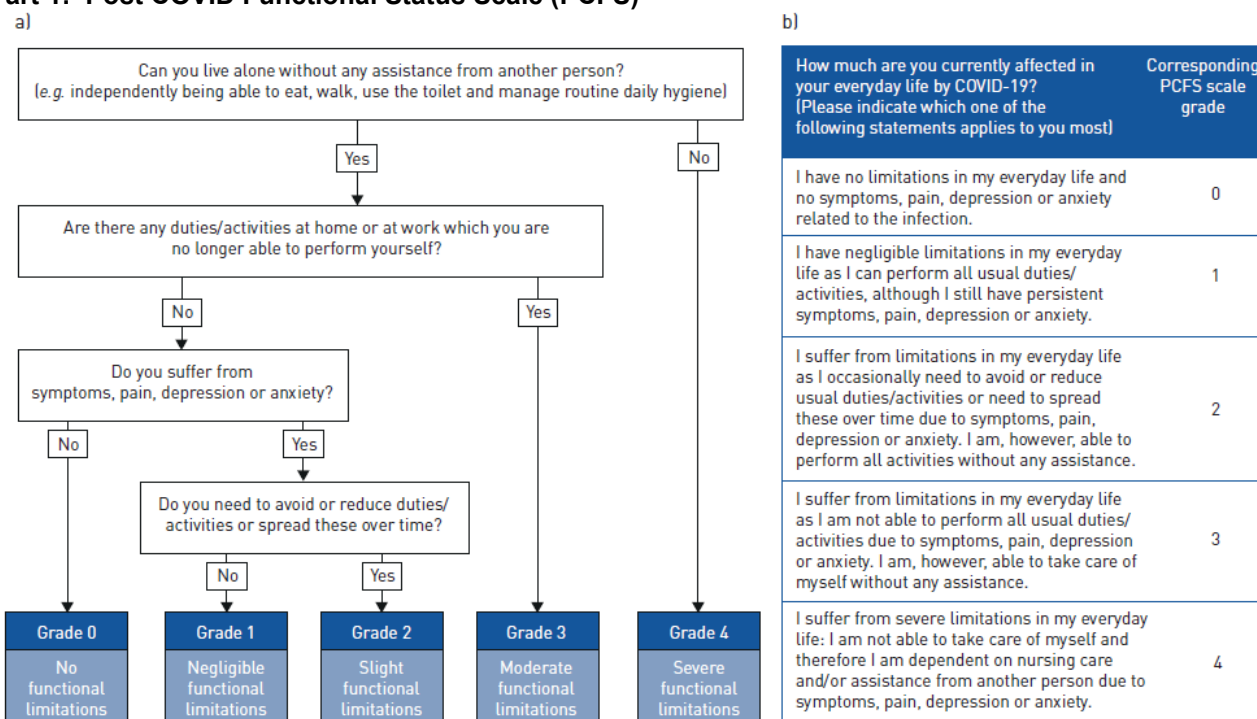 art 1: Post COVID Functional Status Scale (PCFS)
a)
Can you live alone without any assistance from another person?
(e.g. independently being able to eat, walk, use the toilet and manage routine daily hygiene)
Yes
No
Are there any duties/activities at home or at work which you are
no longer able to perform yourself?
No
Yes
Do you suffer from
symptoms, pain, depression or anxiety?
No
Yes
Do you need to avoid or reduce duties/
activities or spread these over time?
No
Yes
Grade 0
No
functional
limitations
Grade 1
Negligible
functional
limitations
Grade 2
Slight
functional
limitations
Grade 3
Moderate
functional
limitations
Grade 4
Severe
functional
limitations
b)
How much are you currently affected in
your everyday life by COVID-19?
(Please indicate which one of the
following statements applies to you most)
Corresponding
PCFS scale
grade
I have no limitations in my everyday life and
no symptoms, pain, depression or anxiety
related to the infection.
0
I have negligible limitations in my everyday
life as I can perform all usual duties/
activities, although I still have persistent
symptoms, pain, depression or anxiety.
1
I suffer from limitations in my everyday life
as I occasionally need to avoid or reduce
usual duties/activities or need to spread
these over time due to symptoms, pain,
depression or anxiety. I am, however, able to
perform all activities without any assistance.
2
I suffer from limitations in my everyday life
as I am not able to perform all usual duties/
activities due to symptoms, pain, depression
or anxiety. I am, however, able to take care of
myself without any assistance.
3
I suffer from severe limitations in my everyday
life: I am not able to take care of myself and
therefore I am dependent on nursing care
and/or assistance from another person due to
symptoms, pain, depression or anxiety.
4